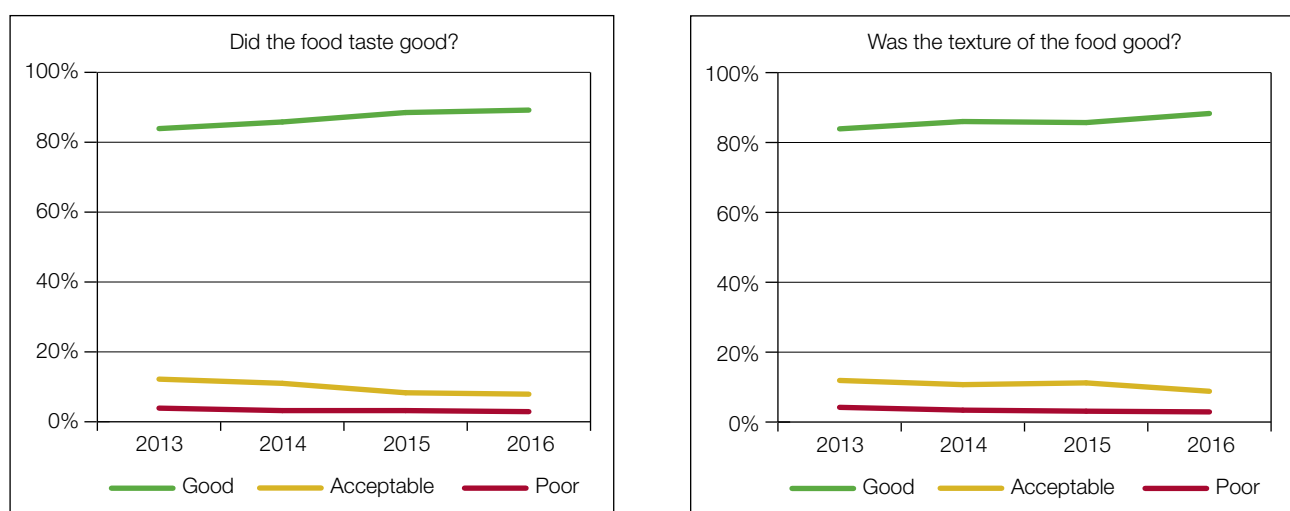 Did the food taste good?
100%
80%
60%
40%
20%
0%
2013 2014 2015 2016
Good Acceptable Poor
Was the texture of the food good?
100%
80%
60%
40%
20%
0%
2013 2014 2015 2016
Good Acceptable Poor